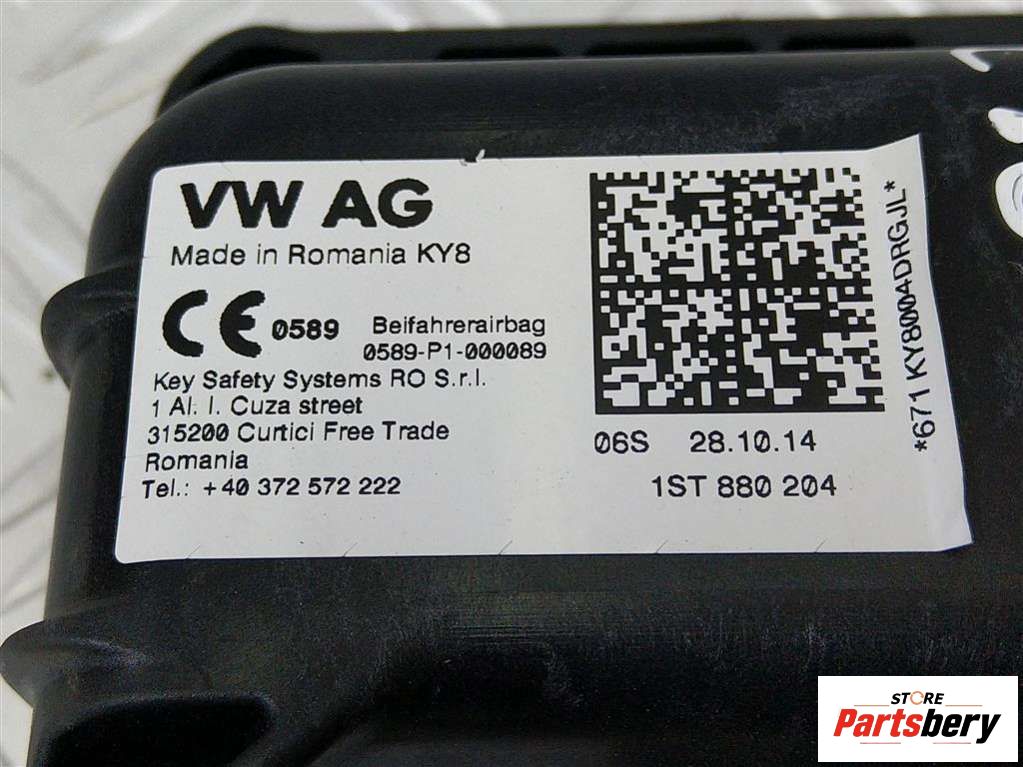 VW AG
Made in Romania KY8
CE 0589 Beifahrerairbag
0589-P1-000089
Key Safety Systems RO S.r.l.
1 Al. I. Cuza street
315200 Curtici Free Trade
Romania
Tel.: +40 372 572 222
06S 28.10.14
1ST 880 204
*671 KY8004DRGJL*
STORE
Partsbery